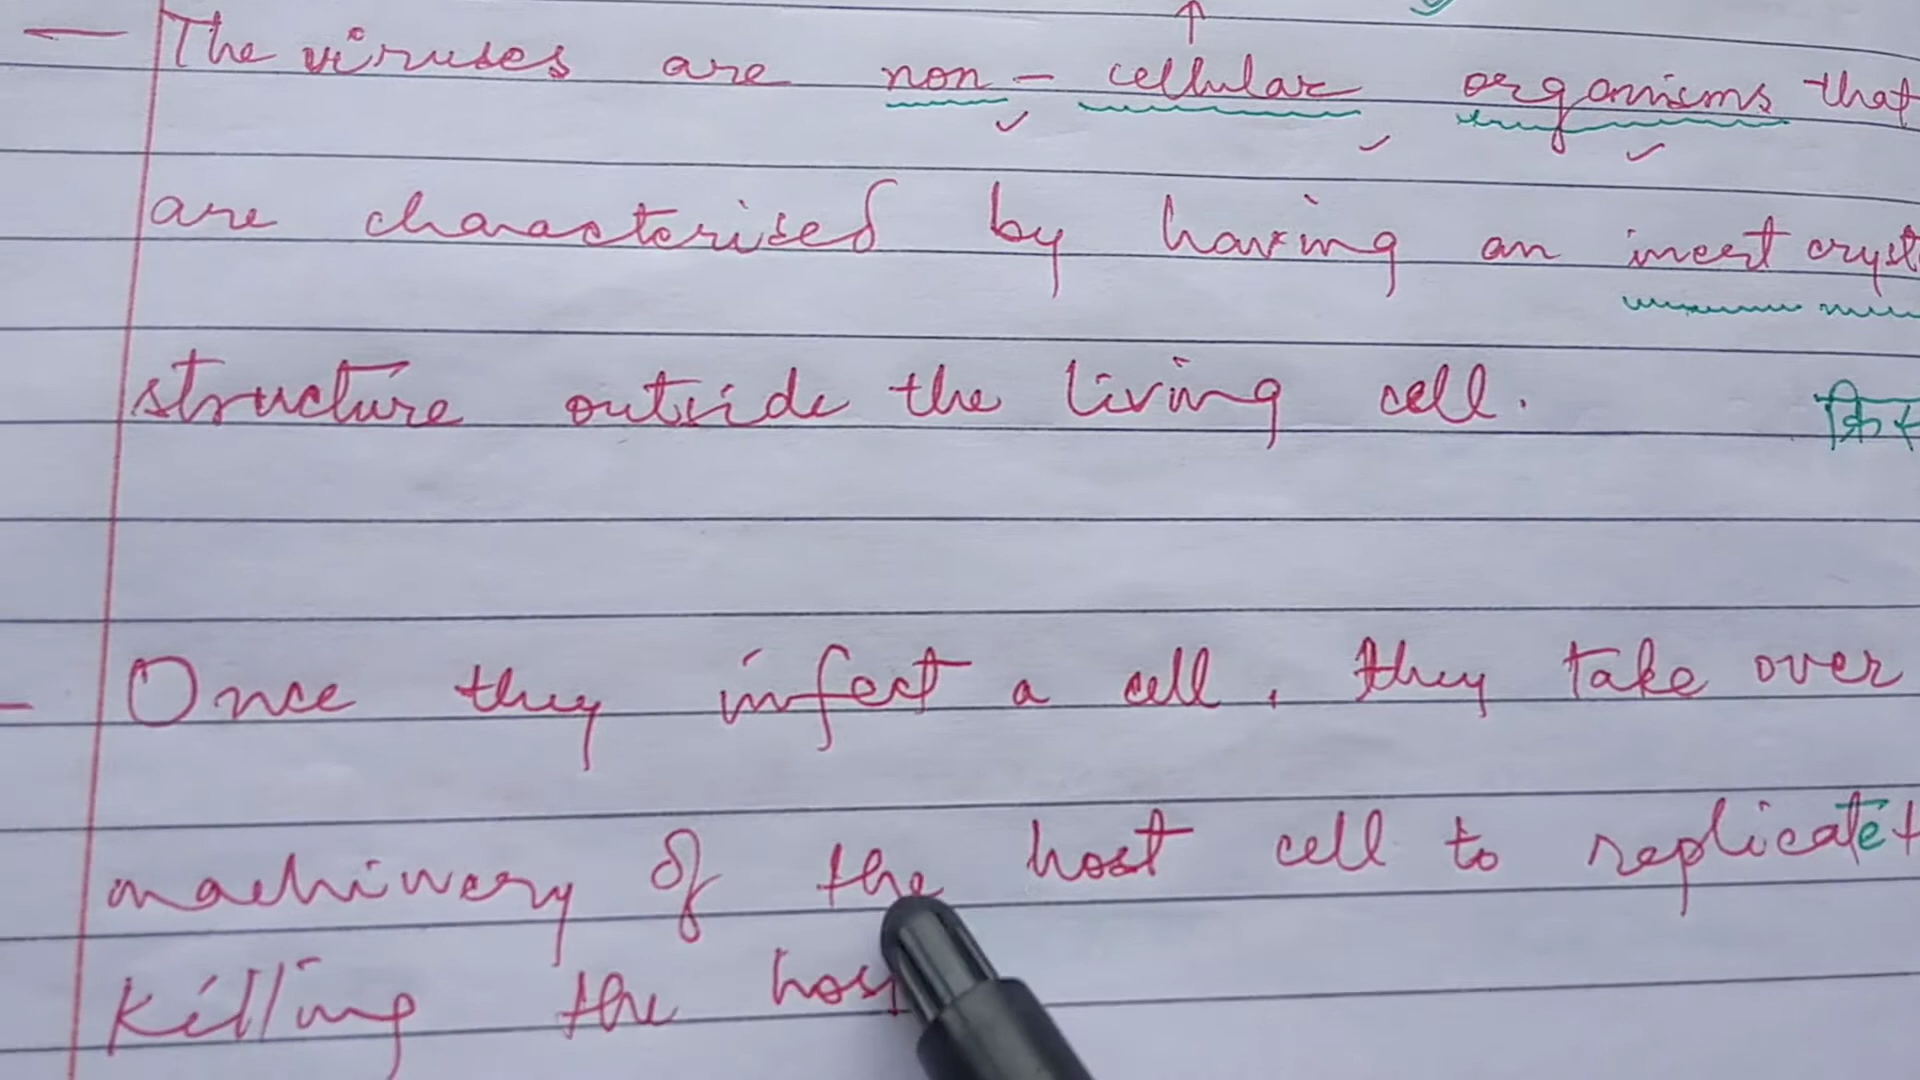 — The viruses are non - cellular organisms that
are characterised by having an inert cryst
structure outside the living cell.
- Once they infect a cell, they take over
machinery of the host cell to replicate t
killing the hos